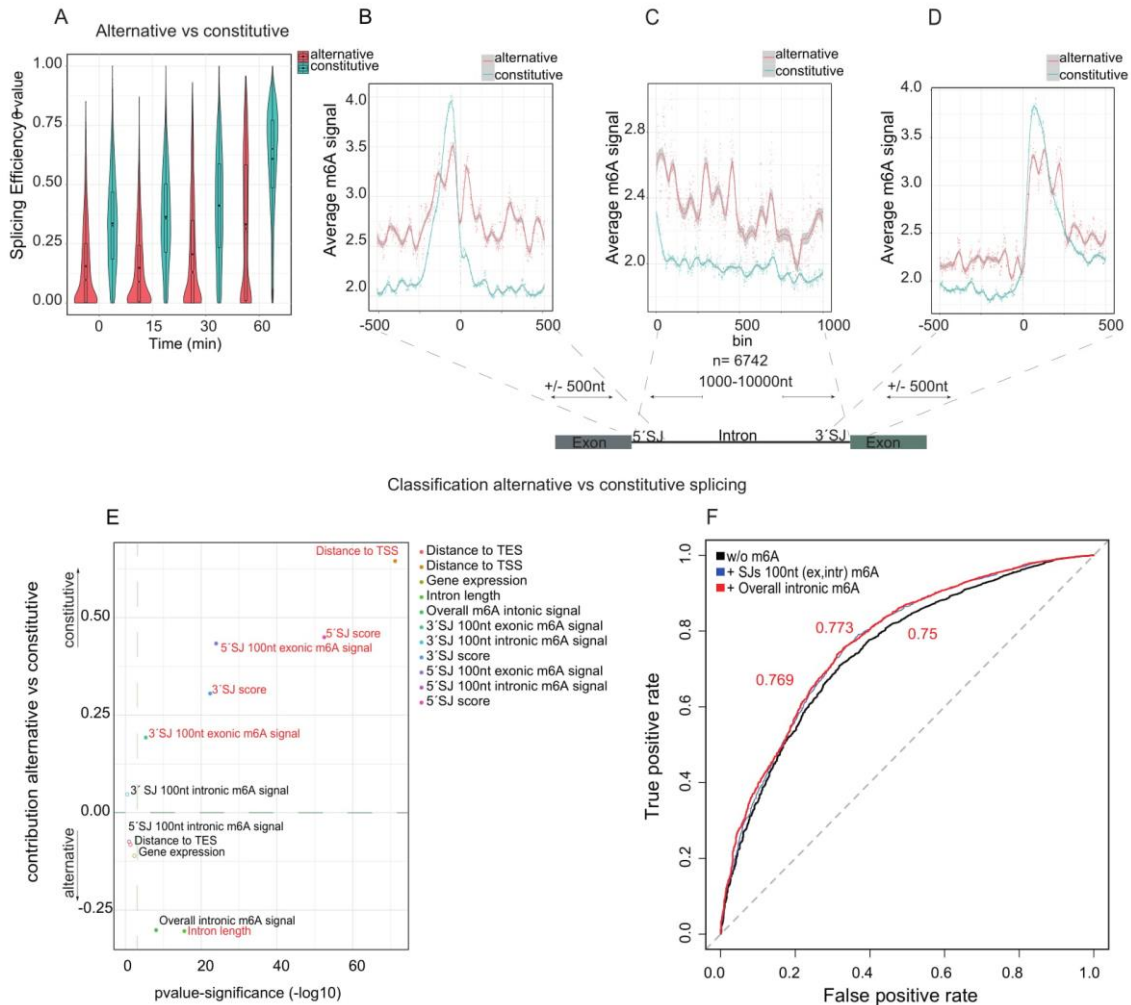 A
Alternative vs constitutive
alternative
constitutive
Splicing Efficiency θ-value
1.00
0.75
0.50
0.25
0.00
0
15
30
60
Time (min)
B
alternative
constitutive
Average m6A signal
4.0
3.5
3.0
2.5
2.0
-500
0
500
C
alternative
constitutive
Average m6A signal
2.8
2.4
2.0
0
500
1000
bin
n= 6742
1000-10000nt
D
alternative
constitutive
Average m6A signal
4.0
3.5
3.0
2.5
2.0
-500
0
500
+/- 500nt
+/- 500nt
Exon
5´SJ
Intron
3´SJ
Exon
Classification alternative vs constitutive splicing
E
contribution alternative vs constitutive
constitutive
alternative
0.50
0.25
0.00
-0.25
Distance to TSS
5´SJ score
5´SJ 100nt exonic m6A signal
3´SJ score
3´SJ 100nt exonic m6A signal
3´ SJ 100nt intronic m6A signal
5´SJ 100nt intronic m6A signal
Distance to TES
Gene expression
Overall intronic m6A signal
Intron length
0
20
40
60
pvalue-significance (-log10)
Distance to TES
Distance to TSS
Gene expression
Intron length
Overall m6A intonic signal
3´SJ 100nt exonic m6A signal
3´SJ 100nt intronic m6A signal
3´SJ score
5´SJ 100nt exonic m6A signal
5´SJ 100nt intronic m6A signal
5´SJ score
F
w/o m6A
+ SJs 100nt (ex,intr) m6A
+ Overall intronic m6A
0.773
0.75
0.769
True positive rate
1.0
0.8
0.6
0.4
0.2
0.0
0.0
0.2
0.4
0.6
0.8
1.0
False positive rate